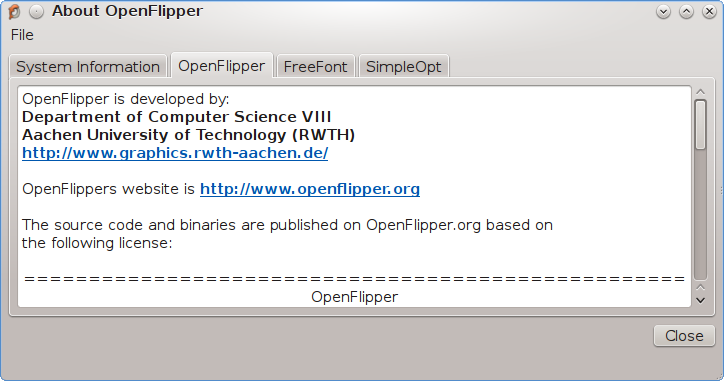 About OpenFlipper
File
System Information OpenFlipper FreeFont SimpleOpt
OpenFlipper is developed by:
Department of Computer Science VIII
Aachen University of Technology (RWTH)
http://www.graphics.rwth-aachen.de/
OpenFlippers website is http://www.openflipper.org
The source code and binaries are published on OpenFlipper.org based on
the following license:
===================================================
OpenFlipper
Close